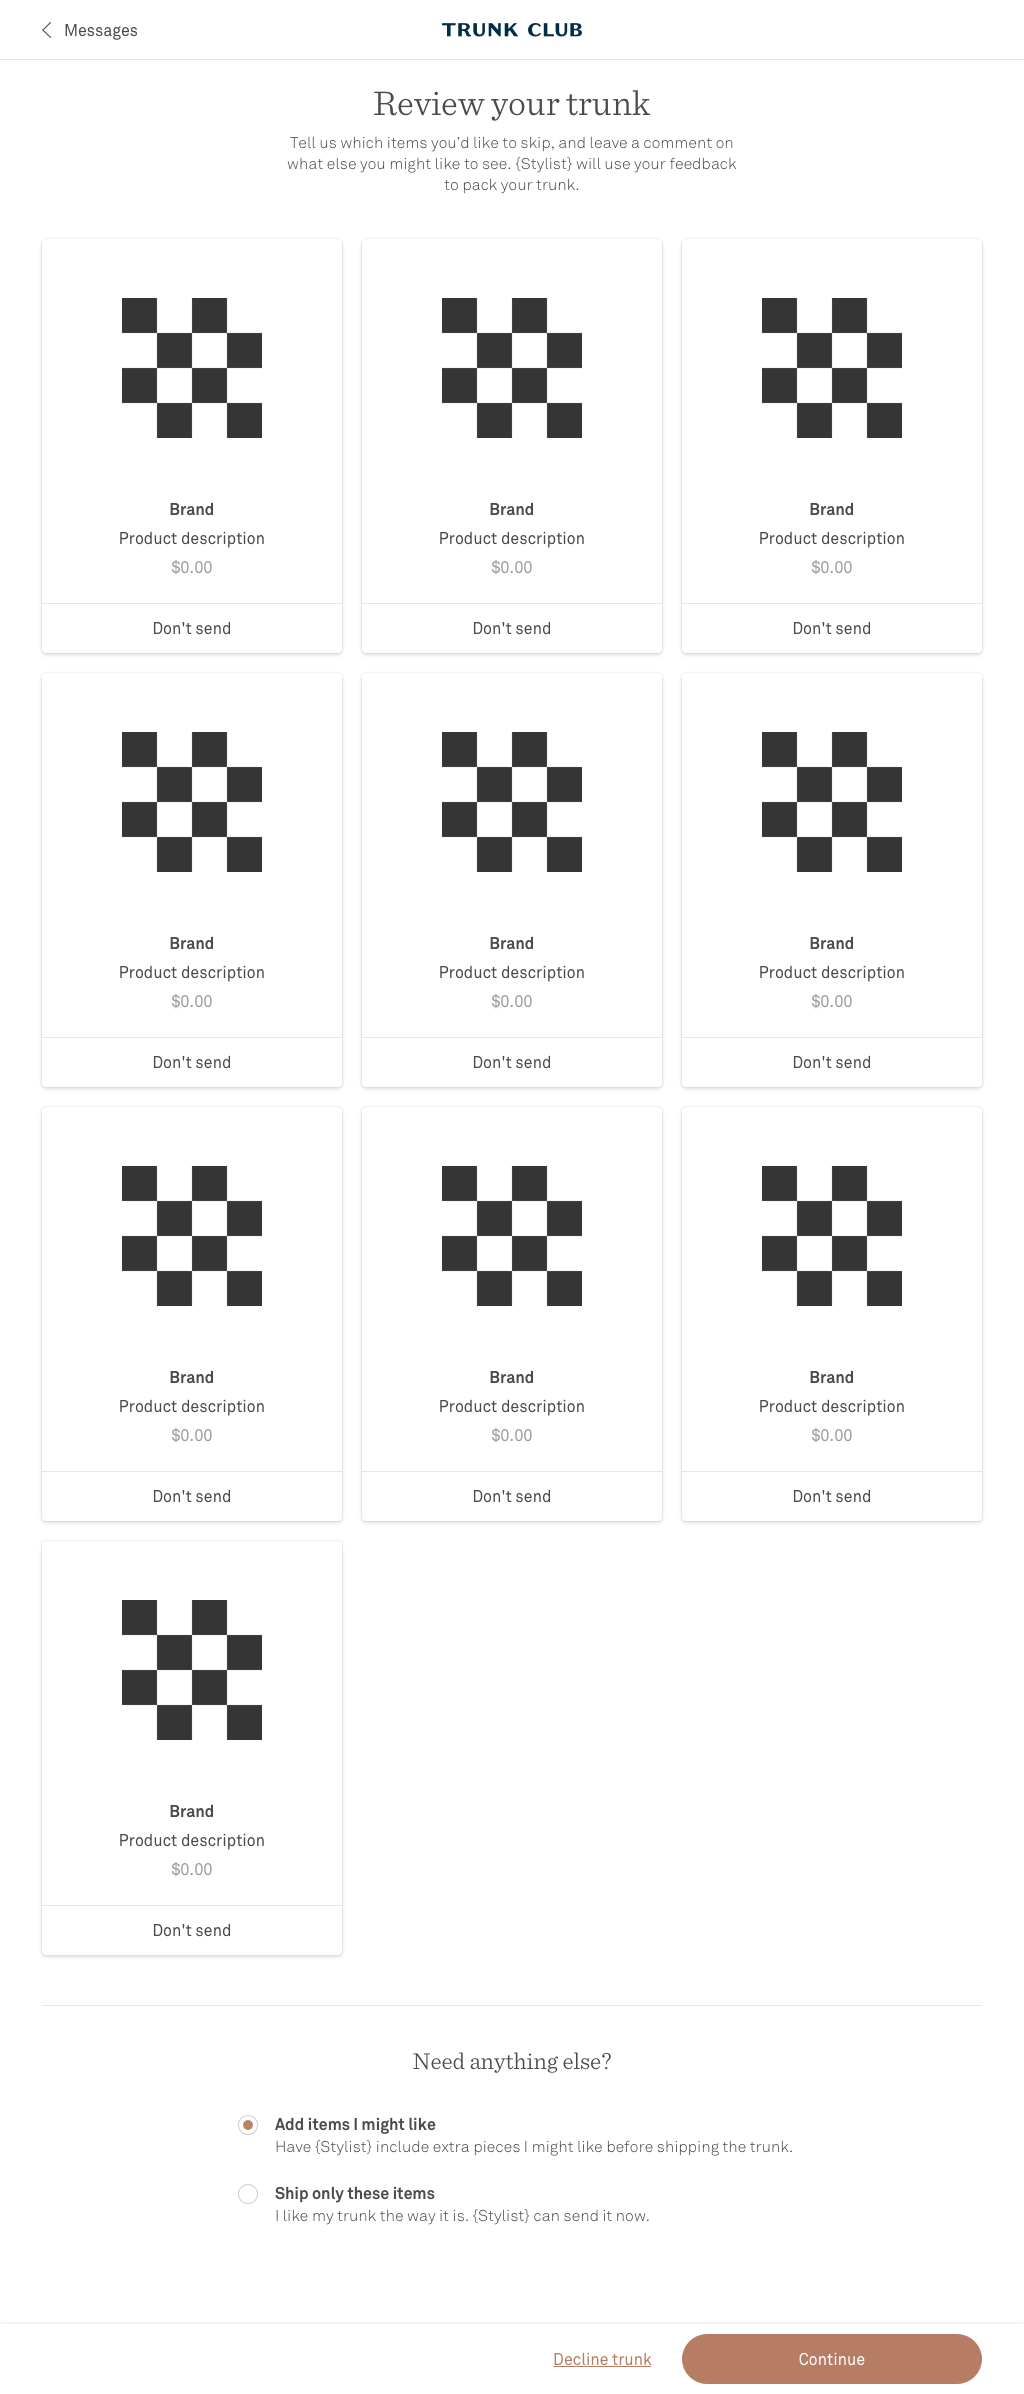 Messages
TRUNK CLUB
Review your trunk
Tell us which items you’d like to skip, and leave a comment on
what else you might like to see. {Stylist} will use your feedback
to pack your trunk.
Brand Brand Brand
Product description Product description Product description
$0.00 $0.00 $0.00
Don't send Don't send Don't send
Brand Brand Brand
Product description Product description Product description
$0.00 $0.00 $0.00
Don't send Don't send Don't send
Brand Brand Brand
Product description Product description Product description
$0.00 $0.00 $0.00
Don't send Don't send Don't send
Brand
Product description
$0.00
Don't send
Need anything else?
Add items I might like
Have {Stylist} include extra pieces I might like before shipping the trunk.
Ship only these items
I like my trunk the way it is. {Stylist} can send it now.
Decline trunk Continue